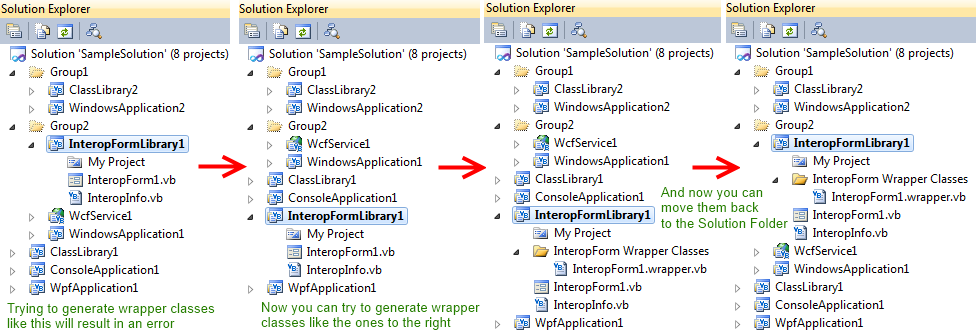 Solution Explorer
Solution 'SampleSolution' (8 projects)
Group1
ClassLibrary2
WindowsApplication2
Group2
InteropFormLibrary1
My Project
InteropForm1.vb
InteropInfo.vb
WcfService1
WindowsApplication1
ClassLibrary1
ConsoleApplication1
WpfApplication1
Trying to generate wrapper classes
like this will result in an error
Solution Explorer
Solution 'SampleSolution' (8 projects)
Group1
ClassLibrary2
WindowsApplication2
Group2
WcfService1
WindowsApplication1
ClassLibrary1
ConsoleApplication1
InteropFormLibrary1
My Project
InteropForm1.vb
InteropInfo.vb
WpfApplication1
Now you can try to generate wrapper
classes like the ones to the right
Solution Explorer
Solution 'SampleSolution' (8 projects)
Group1
ClassLibrary2
WindowsApplication2
Group2
WcfService1
WindowsApplication1
ClassLibrary1
ConsoleApplication1
InteropFormLibrary1
My Project
InteropForm Wrapper Classes
InteropForm1.wrapper.vb
InteropForm1.vb
InteropInfo.vb
WpfApplication1
And now you can
move them back
to the Solution Folder
Solution Explorer
Solution 'SampleSolution' (8 projects)
Group1
ClassLibrary2
WindowsApplication2
Group2
InteropFormLibrary1
My Project
InteropForm Wrapper Classes
InteropForm1.wrapper.vb
InteropForm1.vb
InteropInfo.vb
WcfService1
WindowsApplication1
ClassLibrary1
ConsoleApplication1
WpfApplication1